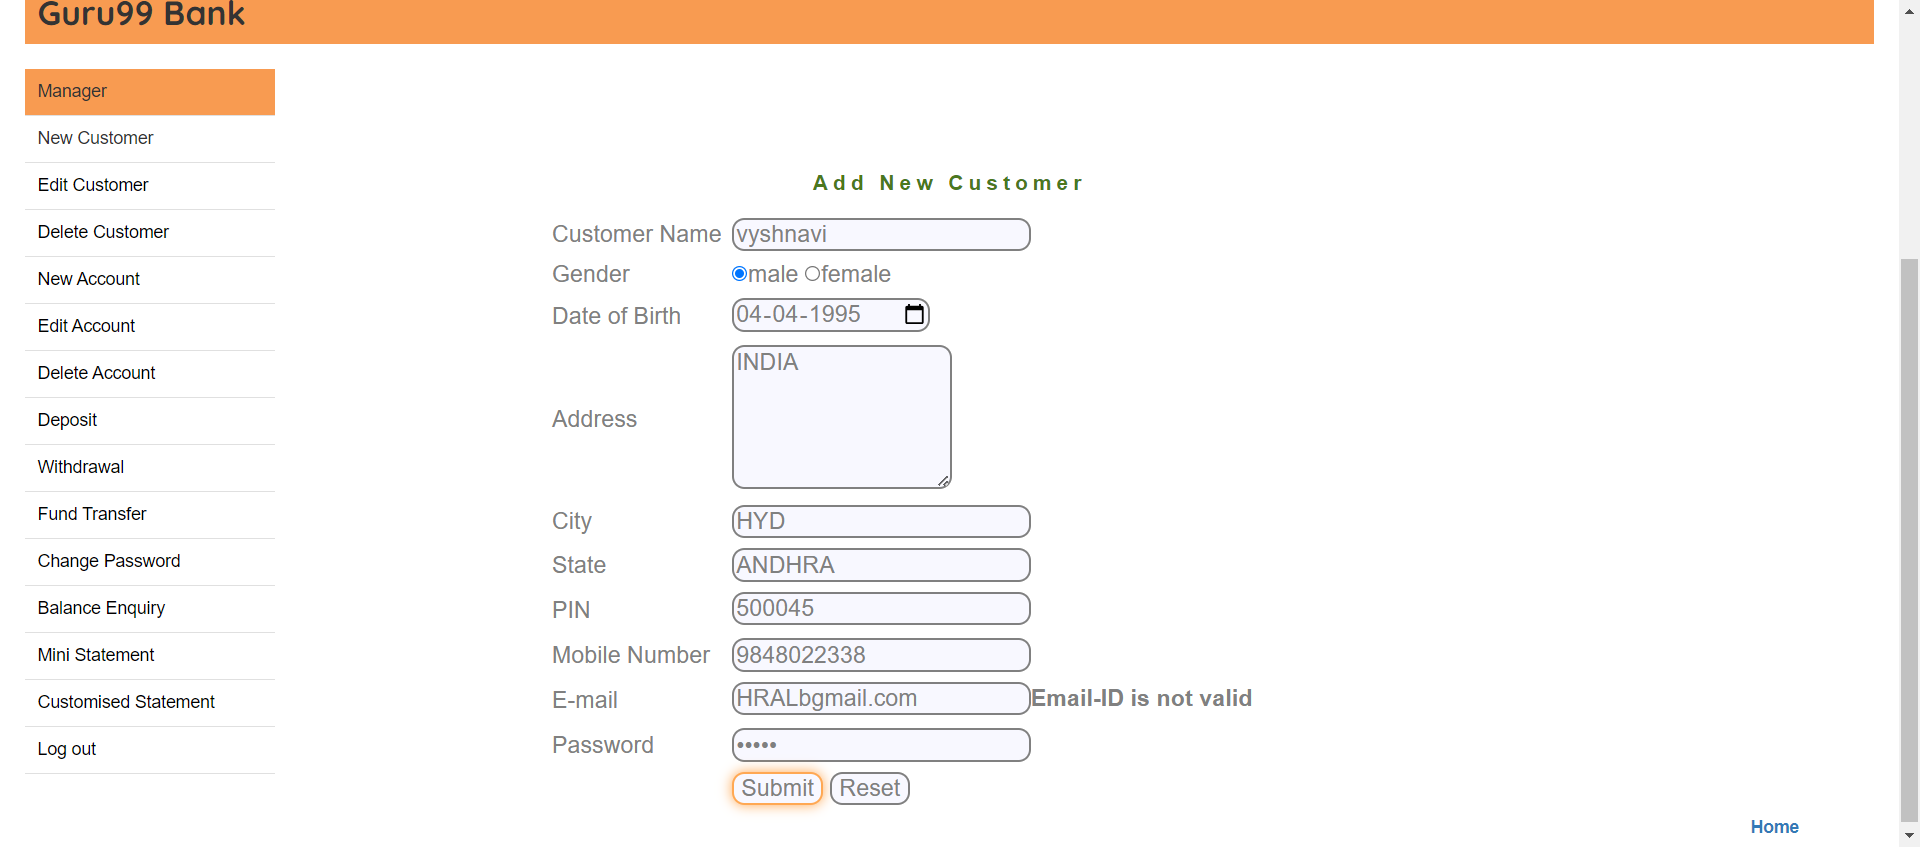 Guru99 Bank
Manager
New Customer
Edit Customer
Delete Customer
New Account
Edit Account
Delete Account
Deposit
Withdrawal
Fund Transfer
Change Password
Balance Enquiry
Mini Statement
Customised Statement
Log out
Add New Customer
Customer Name vyshnavi
Gender male female
Date of Birth 04-04-1995
Address INDIA
City HYD
State ANDHRA
PIN 500045
Mobile Number 9848022338
E-mail HRALbgmail.com Email-ID is not valid
Password •••••
Submit Reset
Home